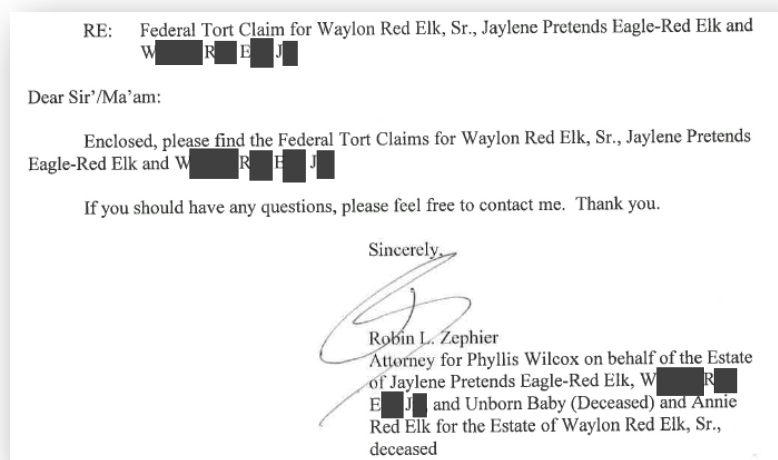 RE: Federal Tort Claim for Waylon Red Elk, Sr., Jaylene Pretends Eagle-Red Elk and
W R E J
Dear Sir'/Ma'am:
Enclosed, please find the Federal Tort Claims for Waylon Red Elk, Sr., Jaylene Pretends
Eagle-Red Elk and W R E J
If you should have any questions, please feel free to contact me. Thank you.
Sincerely,
Robin L. Zephier
Attorney for Phyllis Wilcox on behalf of the Estate
of Jaylene Pretends Eagle-Red Elk, W R
E J and Unborn Baby (Deceased) and Annie
Red Elk for the Estate of Waylon Red Elk, Sr.,
deceased